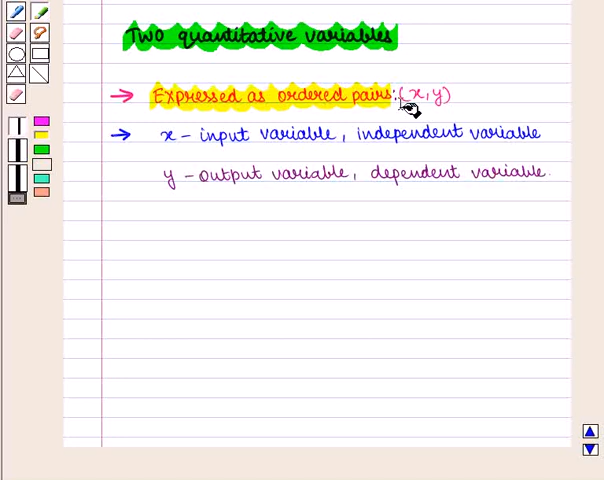 Two quantitative variables
→ Expressed as ordered pairs:(x,y)
→ x – input variable, independent variable
y – output variable, dependent variable.